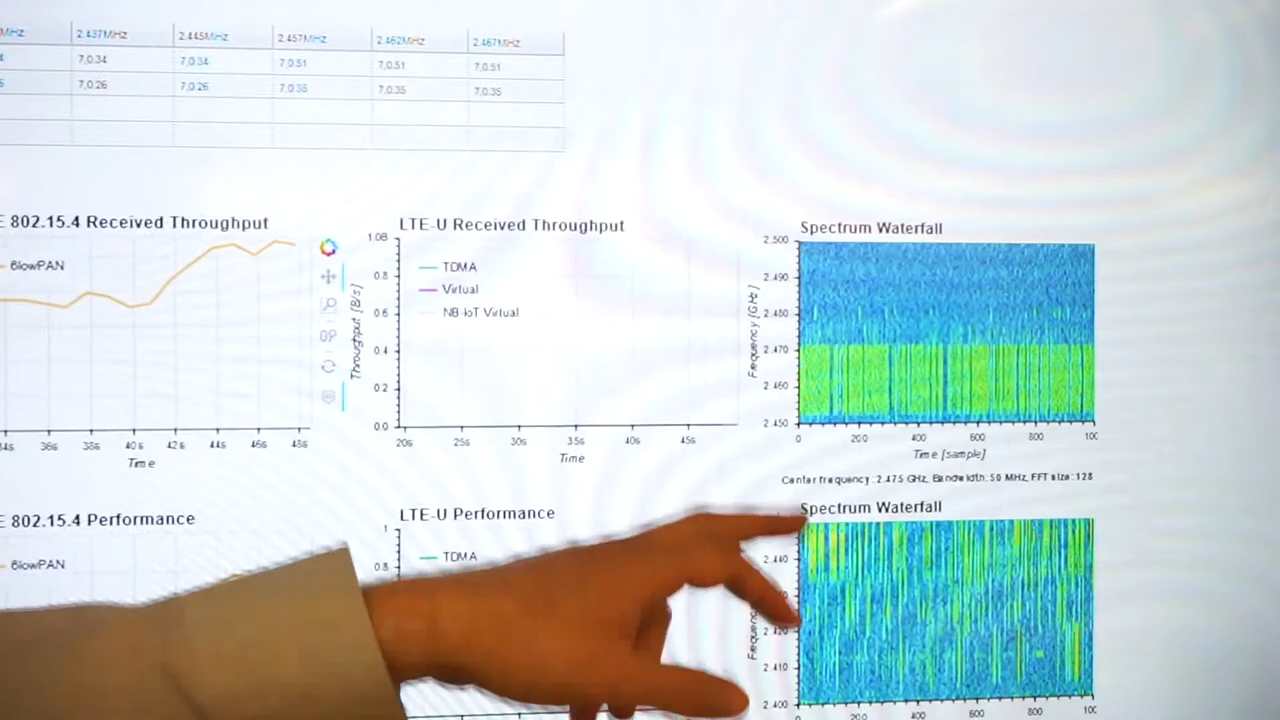 MHz 2.437MHz 2.445MHz 2.457MHz 2.462MHz 2.467MHz
4 7,0.34 7,0.34 7,0.51 7,0.51 7,0.51
7,0.26 7,0.26 7,0.35 7,0.35 7,0.35
E 802.15.4 Received Throughput
6lowPAN
36s 38s 40s 42s 44s 46s 48s
Time
LTE-U Received Throughput
1.0B
0.8
0.6
0.4
0.2
0.0
Throughput [B/s]
TDMA
Virtual
NB-IoT Virtual
20s 25s 30s 35s 40s 45s
Time
Spectrum Waterfall
2.500
2.490
2.480
2.470
2.460
2.450
Frequency [GHz]
0 200 400 600 800 100
Time [sample]
Center frequency: 2.475 GHz, Bandwidth: 50 MHz, FFT size: 128
E 802.15.4 Performance
6lowPAN
LTE-U Performance
1
0.8
TDMA
Spectrum Waterfall
2.440
2.420
2.410
2.400
0 200 400 600 800 100